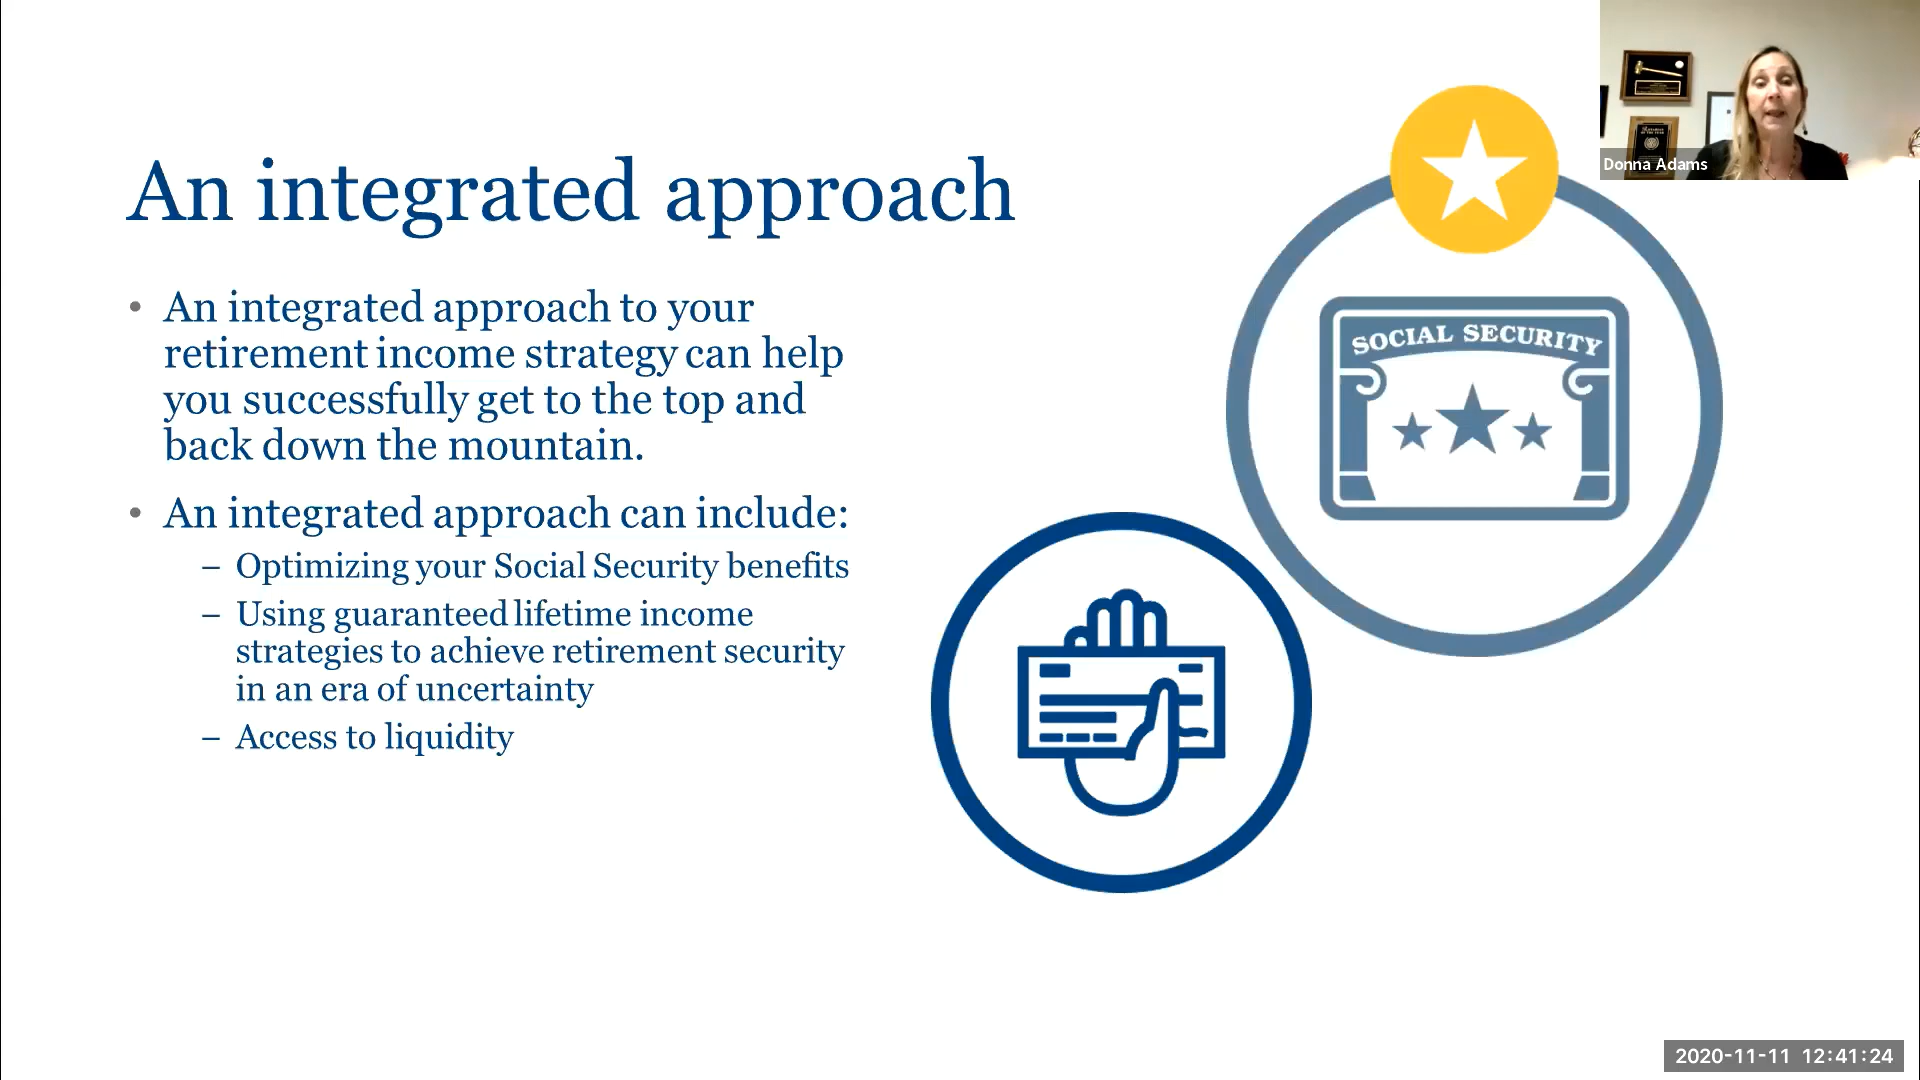 An integrated approach
• An integrated approach to your
retirement income strategy can help
you successfully get to the top and
back down the mountain.
• An integrated approach can include:
– Optimizing your Social Security benefits
– Using guaranteed lifetime income
strategies to achieve retirement security
in an era of uncertainty
– Access to liquidity
SOCIAL SECURITY
Donna Adams
2020-11-11 12:41:24